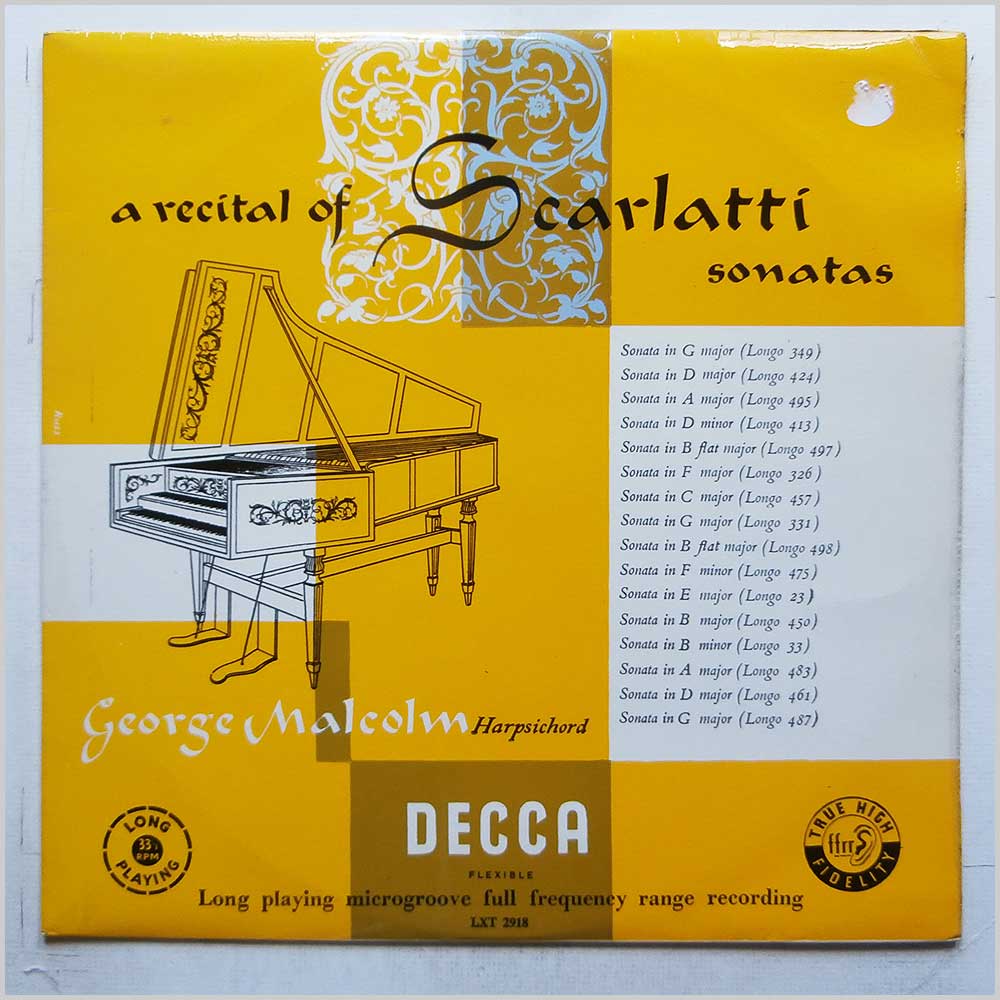 a recital of Scarlatti
sonatas
Sonata in G major (Longo 349)
Sonata in D major (Longo 424)
Sonata in A major (Longo 495)
Sonata in D minor (Longo 413)
Sonata in B flat major (Longo 497)
Sonata in F major (Longo 326)
Sonata in C major (Longo 457)
Sonata in G major (Longo 331)
Sonata in B flat major (Longo 498)
Sonata in F minor (Longo 475)
Sonata in E major (Longo 23)
Sonata in B major (Longo 450)
Sonata in B minor (Longo 33)
Sonata in A major (Longo 483)
Sonata in D major (Longo 461)
Sonata in G major (Longo 487)
George Malcolm Harpsichord
LONG
33⅓
RPM
PLAYING
DECCA
FLEXIBLE
TRUE HIGH
ffrr
FIDELITY
Long playing microgroove full frequency range recording
LXT 2918